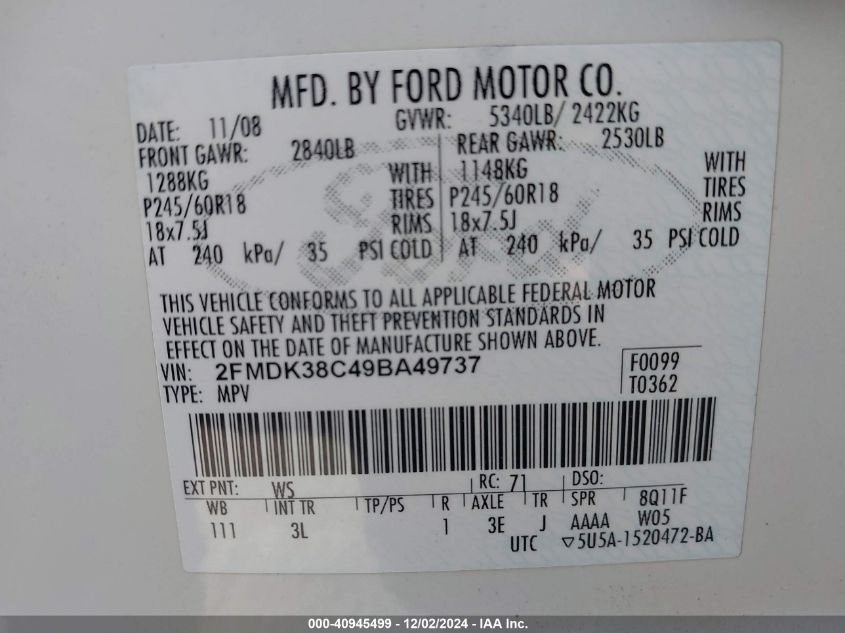 MFD. BY FORD MOTOR CO.
DATE: 11/08 GVWR: 5340LB/ 2422KG
FRONT GAWR: 2840LB REAR GAWR: 2530LB
1288KG WITH 1148KG WITH
P245/60R18 TIRES P245/60R18 TIRES
18x7.5J RIMS 18x7.5J RIMS
AT 240 kPa/ 35 PSI COLD AT 240 kPa/ 35 PSI COLD
THIS VEHICLE CONFORMS TO ALL APPLICABLE FEDERAL MOTOR
VEHICLE SAFETY AND THEFT PREVENTION STANDARDS IN
EFFECT ON THE DATE OF MANUFACTURE SHOWN ABOVE.
VIN: 2FMDK38C49BA49737 F0099
TYPE: MPV T0362
EXT PNT: WS RC: 71 DSO:
WB INT TR TP/PS R AXLE TR SPR 8Q11F
111 3L 1 3E J AAAA W05
UTC ▽5U5A-1520472-BA
Ford
000-40945499 - 12/02/2024 - IAA Inc.